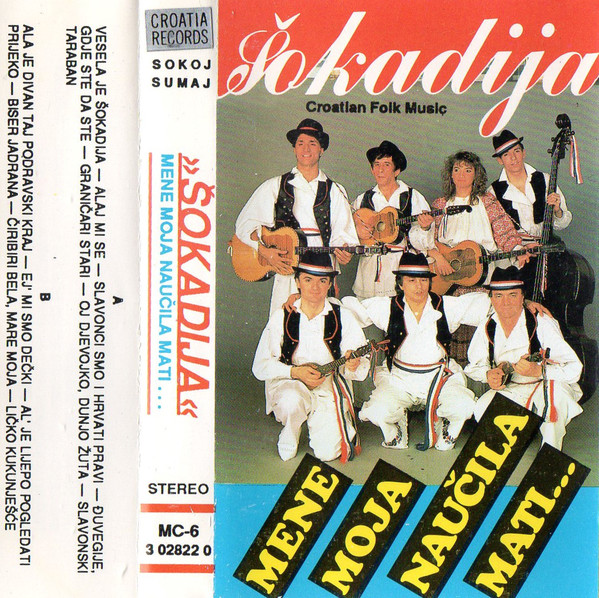 A
VESELA JE ŠOKADIJA — ALAJ MI SE — SLAVONCI SMO I HRVATI PRAVI — ĐUVEGIJE,
GDJE STE DA STE — GRANIČARI STARI — OJ DJEVOJKO, DUNJO ŽUTA — SLAVONSKI
TARABAN
B
ALA JE DIVAN TAJ PODRAVSKI KRAJ — EJ' MI SMO DEČKI — AL' JE LIJEPO POGLEDATI
PRIJEKO — BISER JADRANA — ĆIRIBIRI BELA, MARE MOJA — LIČKO KUKUNJEŠĆE
CROATIA
RECORDS
SOKOJ
SUMAJ
»ŠOKADIJA«
MENE MOJA NAUČILA MATI...
STEREO
MC-6
3 02822 0
Šokadija
Croatian Folk Music
MENE
MOJA
NAUČILA
MATI...